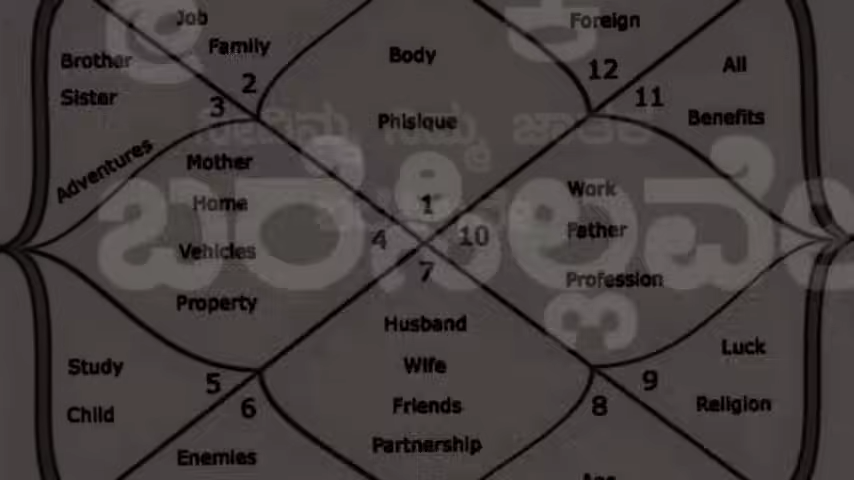 Job
Family
2
Brother
Sister
3
Adventures
Body
Phisique
1
Foreign
12
11
All
Benefits
Mother
Home
Vehicles
Property
4
10
7
Work
Father
Profession
Husband
Wife
Friends
Partnership
Study
Child
5
6
Enemies
8
9
Luck
Religion